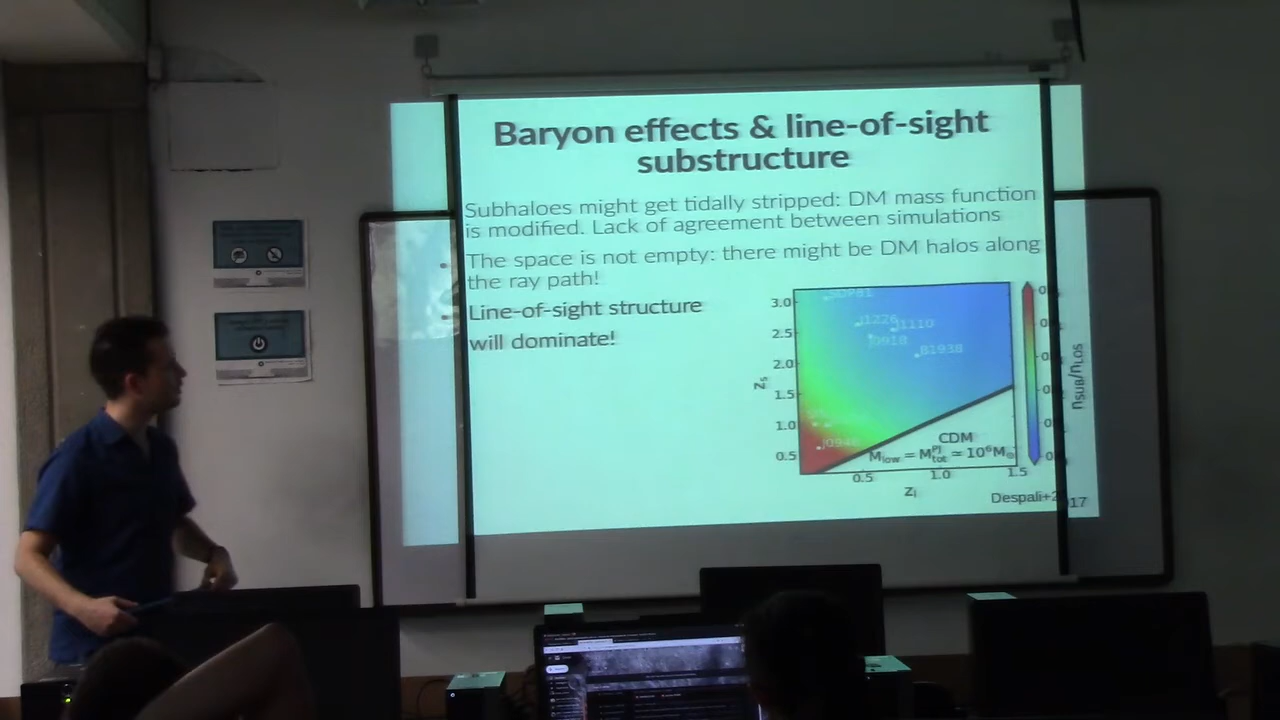 Baryon effects & line-of-sight
substructure
Subhaloes might get tidally stripped: DM mass function
is modified. Lack of agreement between simulations
The space is not empty: there might be DM halos along
the ray path!
Line-of-sight structure
will dominate!
3.0
2.5
2.0
1.5
1.0
0.5
zs
J1226
J1110
B1938
CDM
Mlow = MPJtot ≃ 10⁶M⊙
0.5
1.0
1.5
zl
nSUB/nLOS
Despali+2017